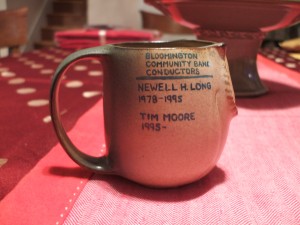 BLOOMINGTON
COMMUNITY BAND
CONDUCTORS
NEWELL H. LONG
1978-1995
TIM MOORE
1995-